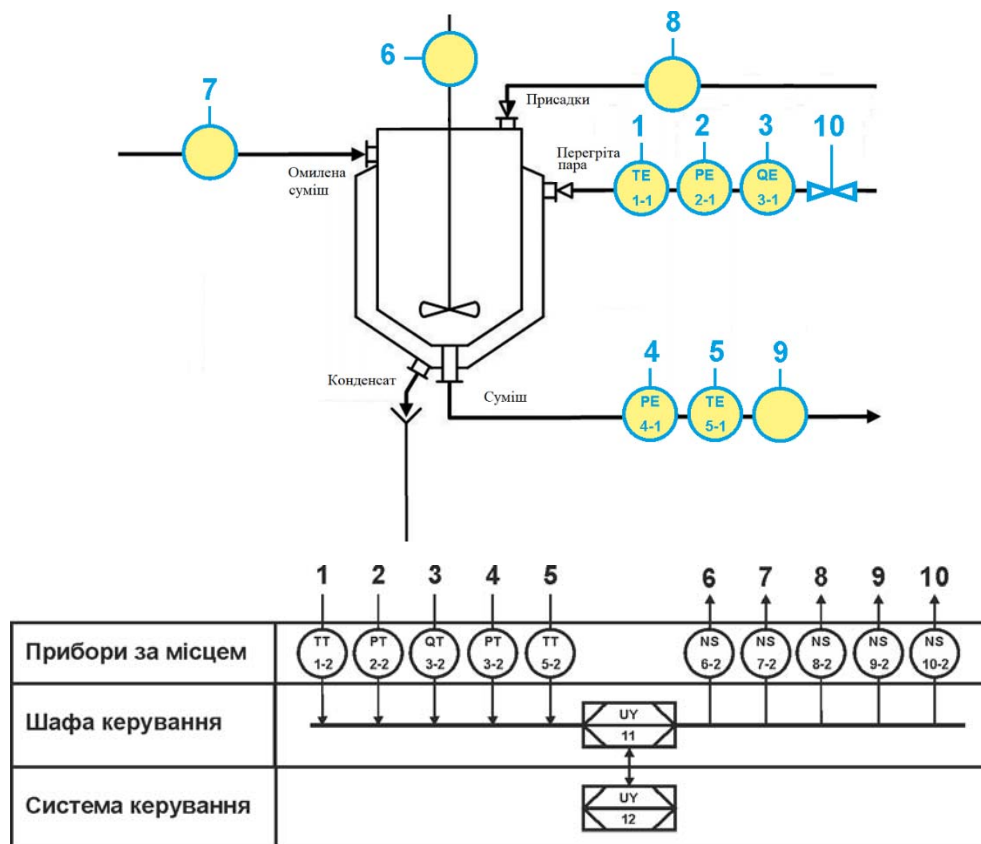 6
8
7
Присадки
1
2
3
10
Перегріта
пара
TE
1-1
PE
2-1
QE
3-1
Омилена
суміш
Конденсат
Суміш
4
5
9
PE
4-1
TE
5-1
1
2
3
4
5
6
7
8
9
10
Прибори за місцем
TT
1-2
PT
2-2
QT
3-2
PT
3-2
TT
5-2
NS
6-2
NS
7-2
NS
8-2
NS
9-2
NS
10-2
Шафа керування
UY
11
Система керування
UY
12